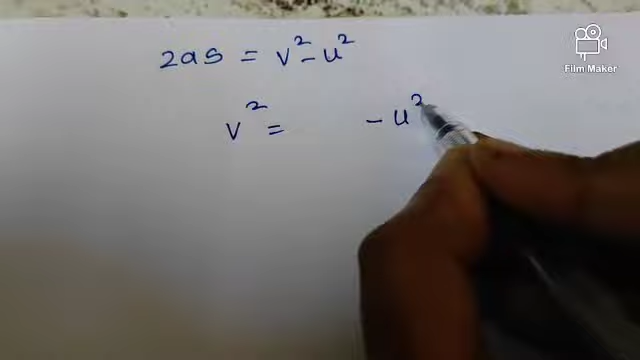 2as = v² - u²
v² = - u²
Film Maker